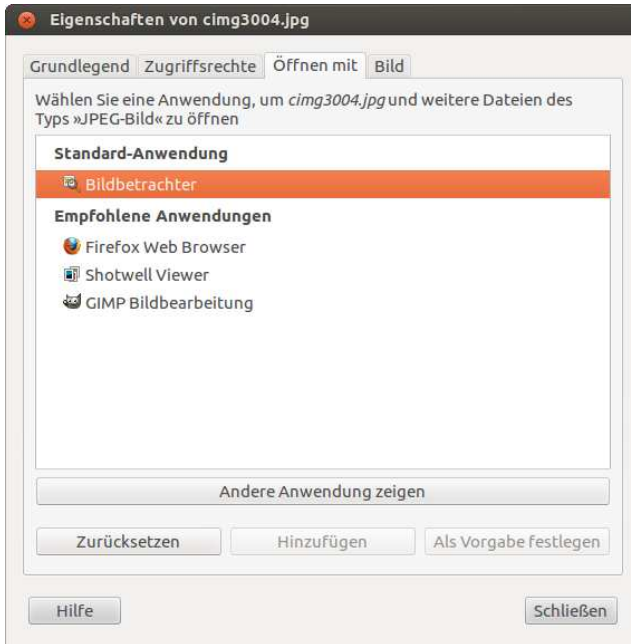 Eigenschaften von cimg3004.jpg
Grundlegend Zugriffsrechte Öffnen mit Bild
Wählen Sie eine Anwendung, um cimg3004.jpg und weitere Dateien des
Typs »JPEG-Bild« zu öffnen
Standard-Anwendung
Bildbetrachter
Empfohlene Anwendungen
Firefox Web Browser
Shotwell Viewer
GIMP Bildbearbeitung
Andere Anwendung zeigen
Zurücksetzen Hinzufügen Als Vorgabe festlegen
Hilfe Schließen